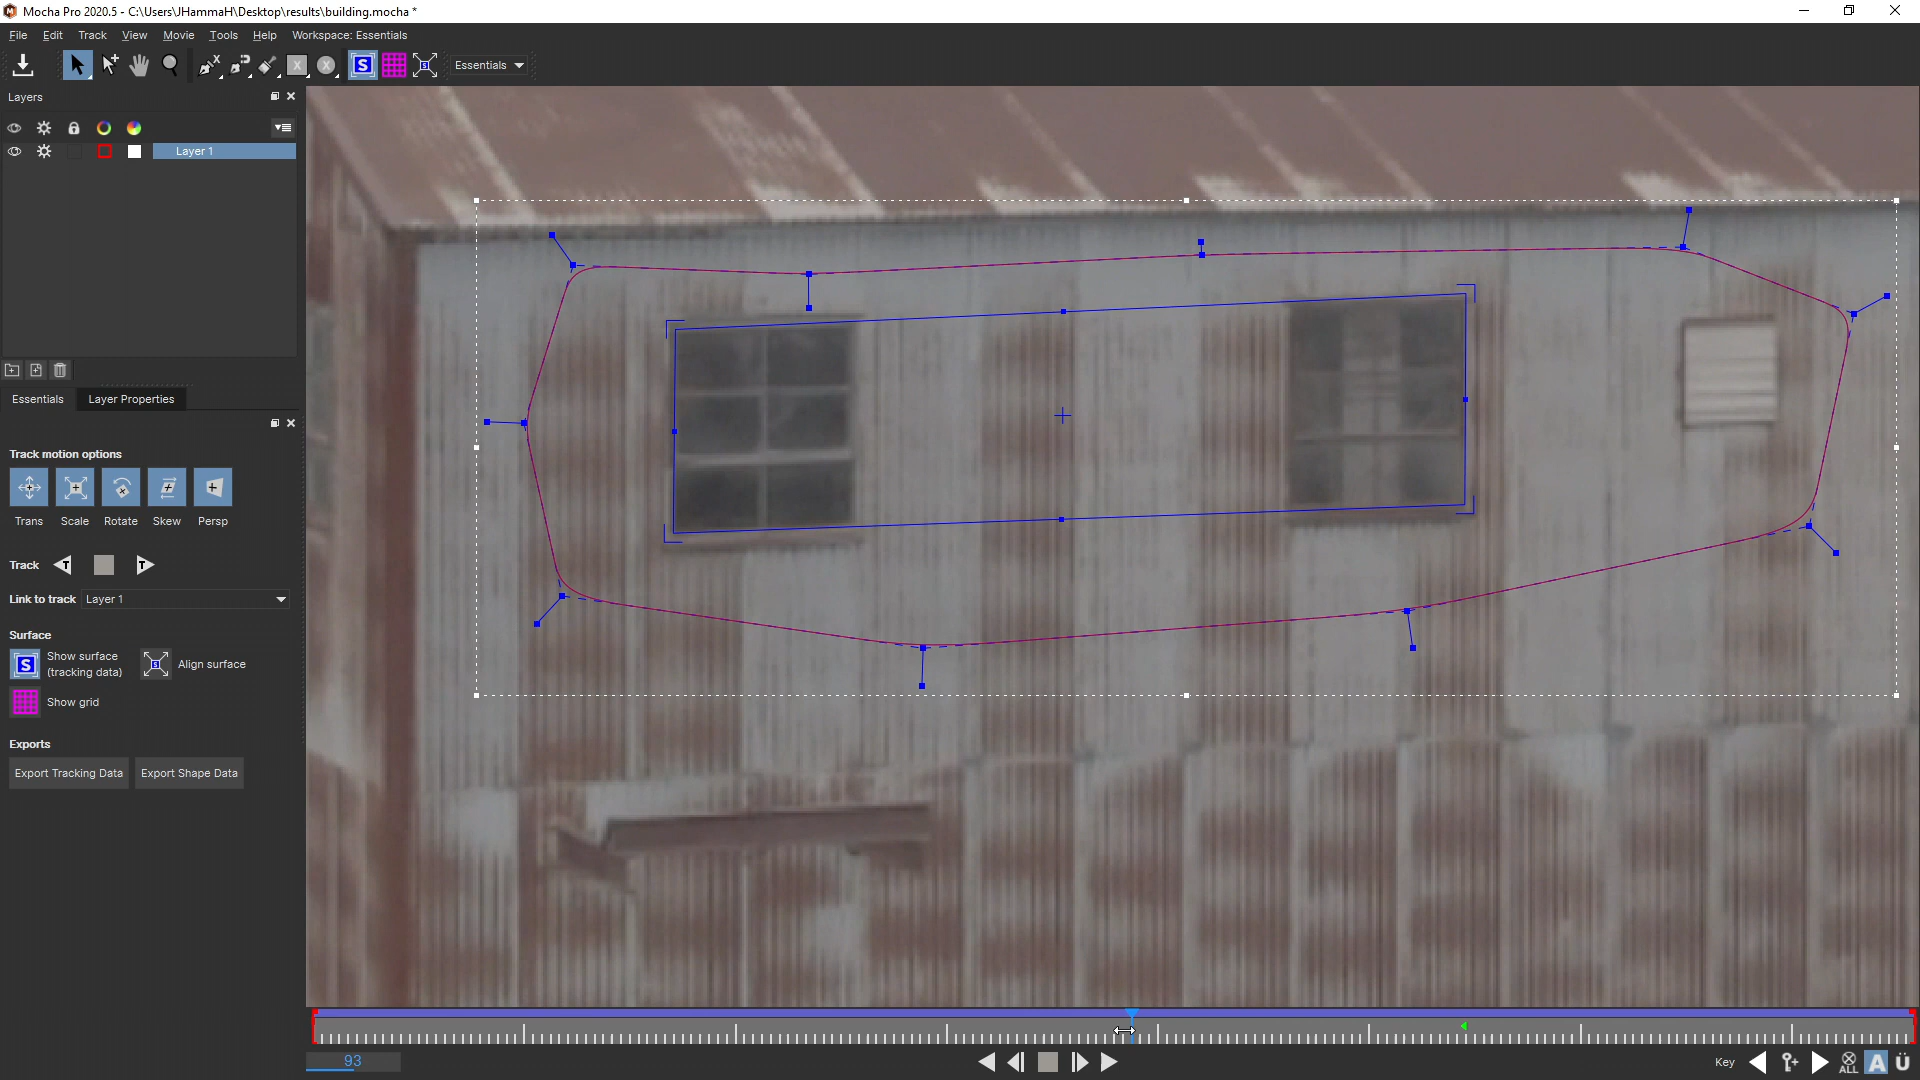 Mocha Pro 2020.5 - C:\Users\JHammaH\Desktop\results\building.mocha *
File Edit Track View Movie Tools Help Workspace: Essentials
Essentials
Layers
Layer 1
Essentials Layer Properties
Track motion options
Trans Scale Rotate Skew Persp
Track
Link to track Layer 1
Surface
Show surface
(tracking data)
Align surface
Show grid
Exports
Export Tracking Data Export Shape Data
93
Key
ALL
A
Ü